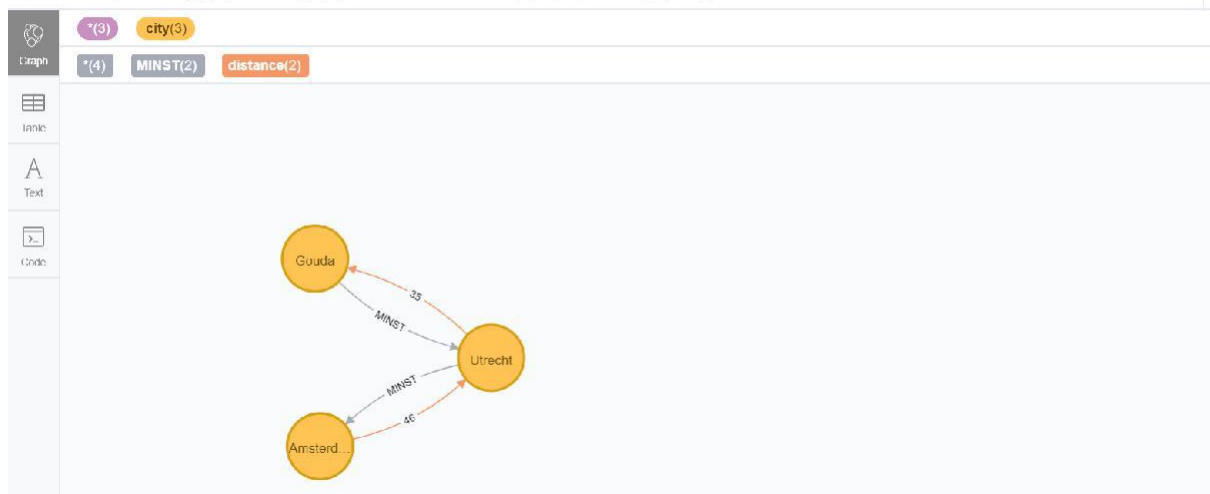 *(3) city(3)
Graph
*(4) MINST(2) distance(2)
Table
Text
Code
Gouda
35
MINST
Utrecht
MINST
46
Amsterd...